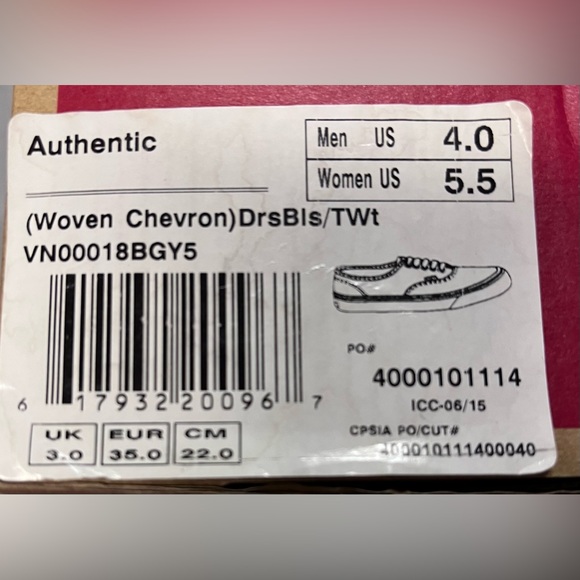 Authentic
Men US 4.0
Women US 5.5
(Woven Chevron)DrsBls/TWt
VN00018BGY5
6 17932 20096 7
PO#
4000101114
ICC-06/15
CPSIA PO/CUT#
400010111400040
UK EUR CM
3.0 35.0 22.0